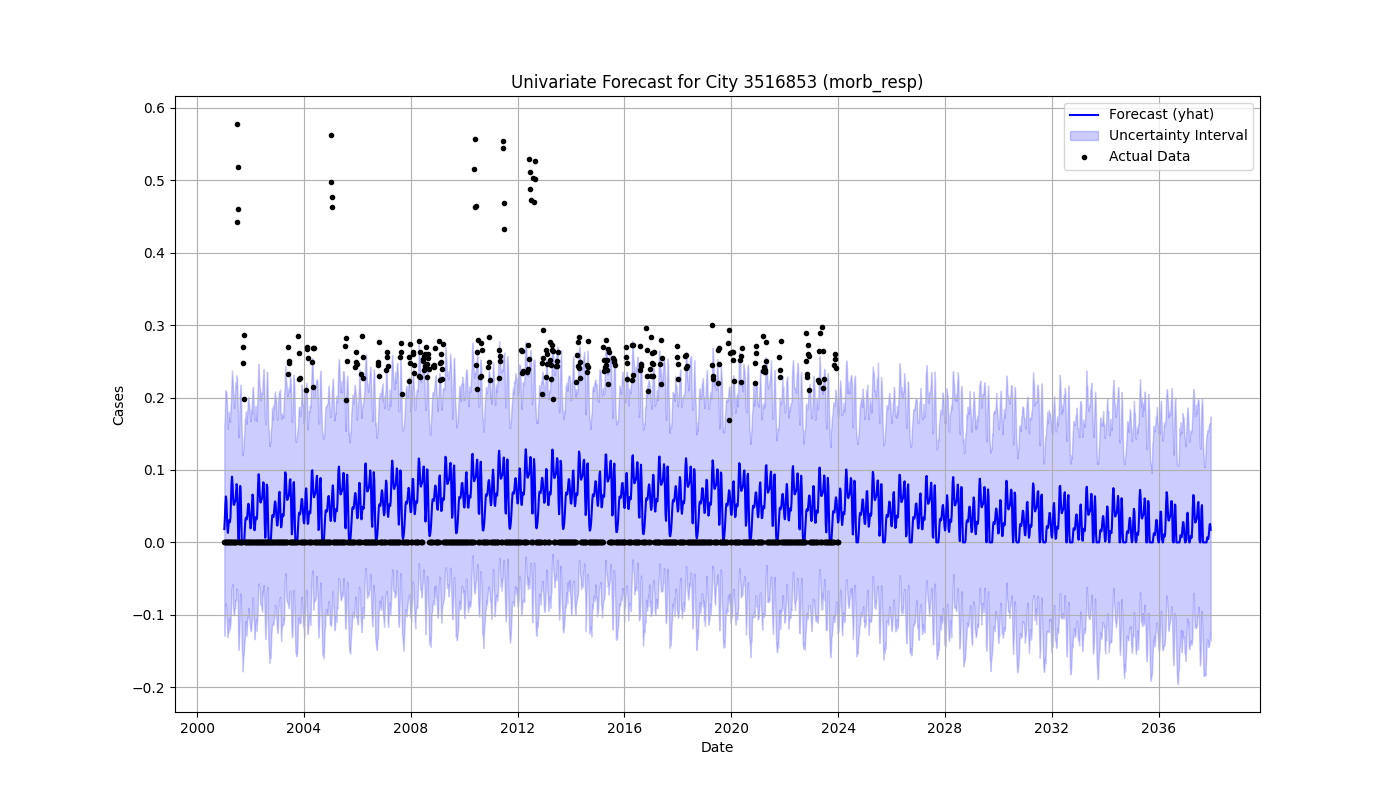 Univariate Forecast for City 3516853 (morb_resp)
Forecast (yhat)
Uncertainty Interval
Actual Data
Cases
0.6
0.5
0.4
0.3
0.2
0.1
0.0
−0.1
−0.2
2000 2004 2008 2012 2016 2020 2024 2028 2032 2036
Date